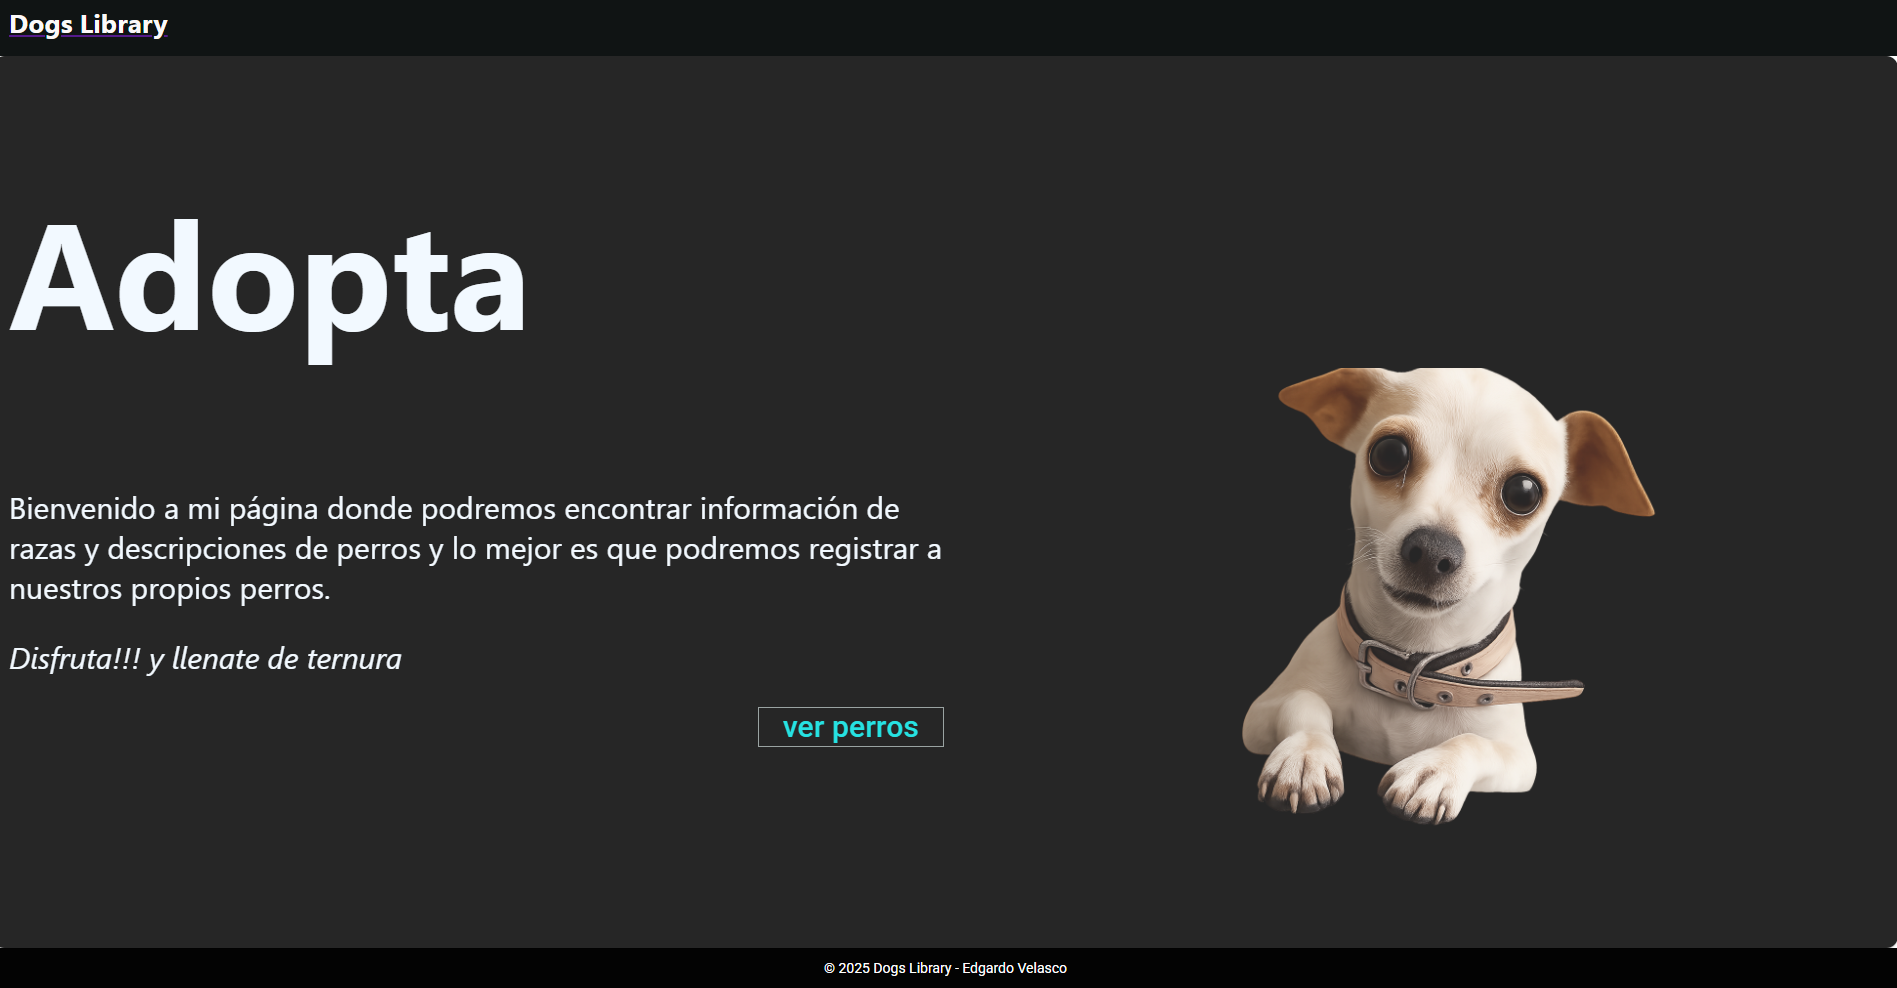 Dogs Library
Adopta
Bienvenido a mi página donde podremos encontrar información de
razas y descripciones de perros y lo mejor es que podremos registrar a
nuestros propios perros.
Disfruta!!! y llenate de ternura
ver perros
© 2025 Dogs Library - Edgardo Velasco